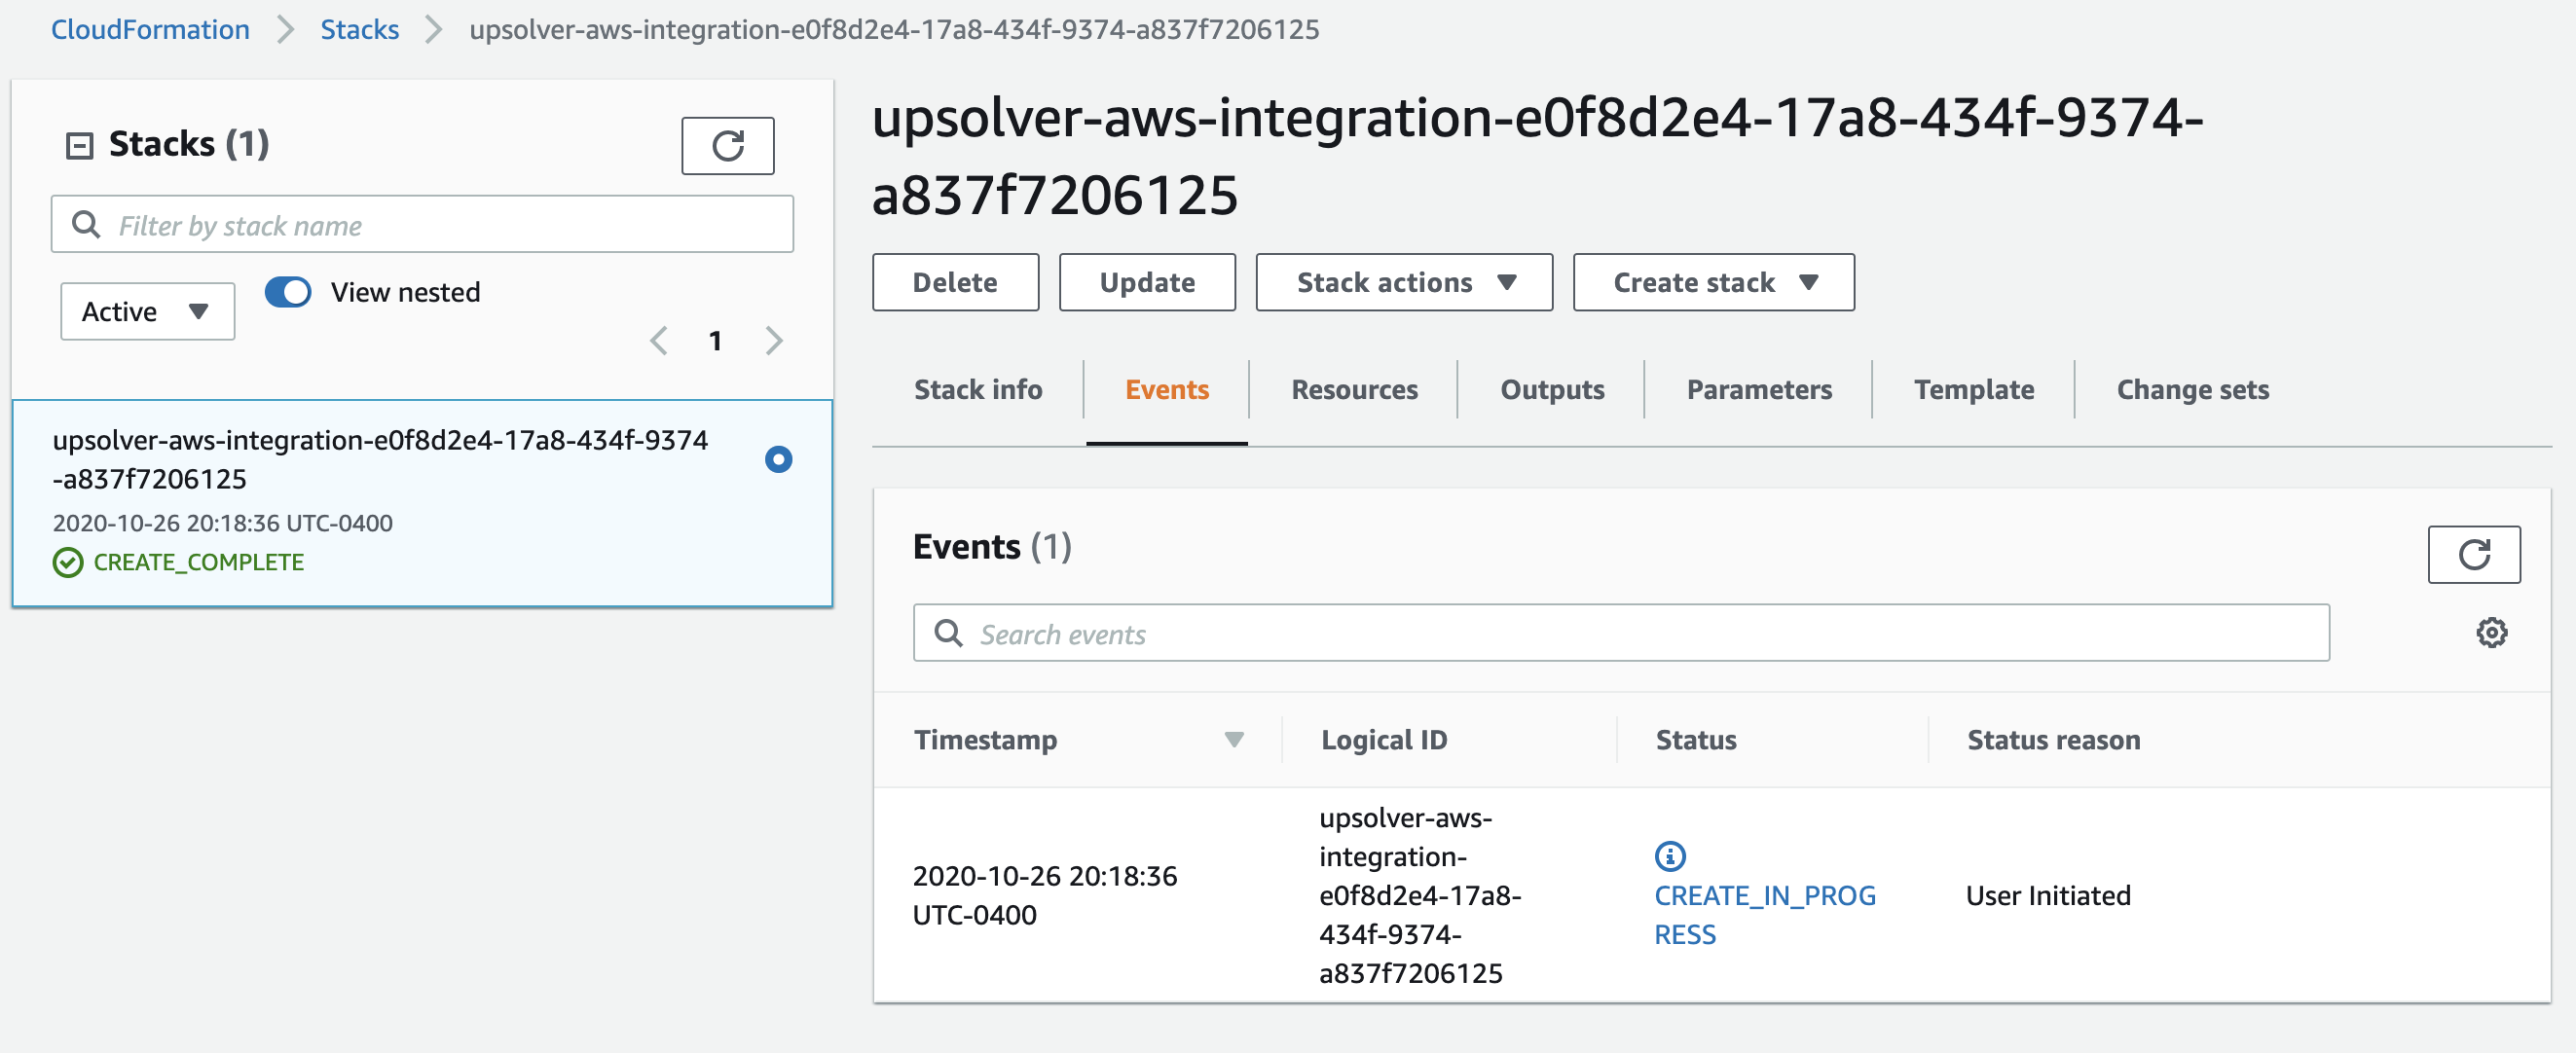 CloudFormation > Stacks > upsolver-aws-integration-e0f8d2e4-17a8-434f-9374-a837f7206125
Stacks (1)
Filter by stack name
Active
View nested
1
upsolver-aws-integration-e0f8d2e4-17a8-434f-9374
-a837f7206125
2020-10-26 20:18:36 UTC-0400
CREATE_COMPLETE
upsolver-aws-integration-e0f8d2e4-17a8-434f-9374-
a837f7206125
Delete Update Stack actions Create stack
Stack info Events Resources Outputs Parameters Template Change sets
Events (1)
Search events
Timestamp Logical ID Status Status reason
2020-10-26 20:18:36
UTC-0400
upsolver-aws-
integration-
e0f8d2e4-17a8-
434f-9374-
a837f7206125
CREATE_IN_PROG
RESS
User Initiated